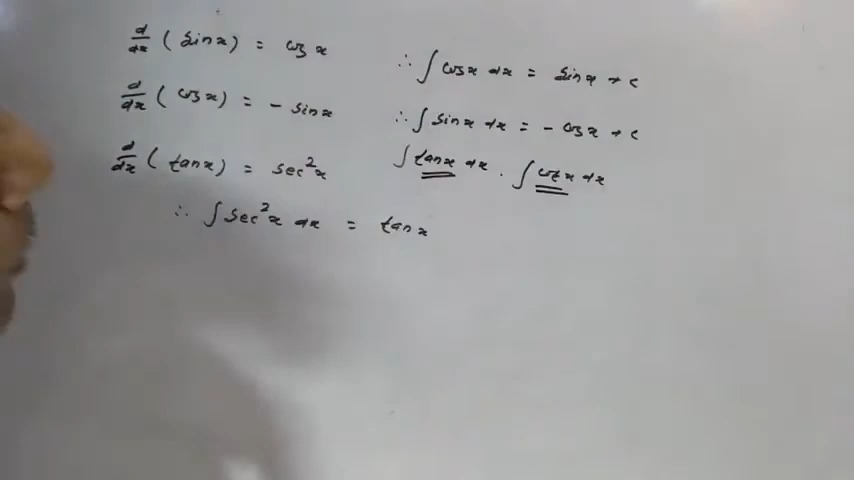 d/dx ( sinx ) = cos x ∴ ∫ cosx dx = sinx + c
d/dx ( cosx ) = - sinx ∴ ∫ sinx dx = - cosx + c
d/dx ( tanx ) = sec²x ∫ tanx dx . ∫ cotx dx
∴ ∫ sec²x dx = tanx